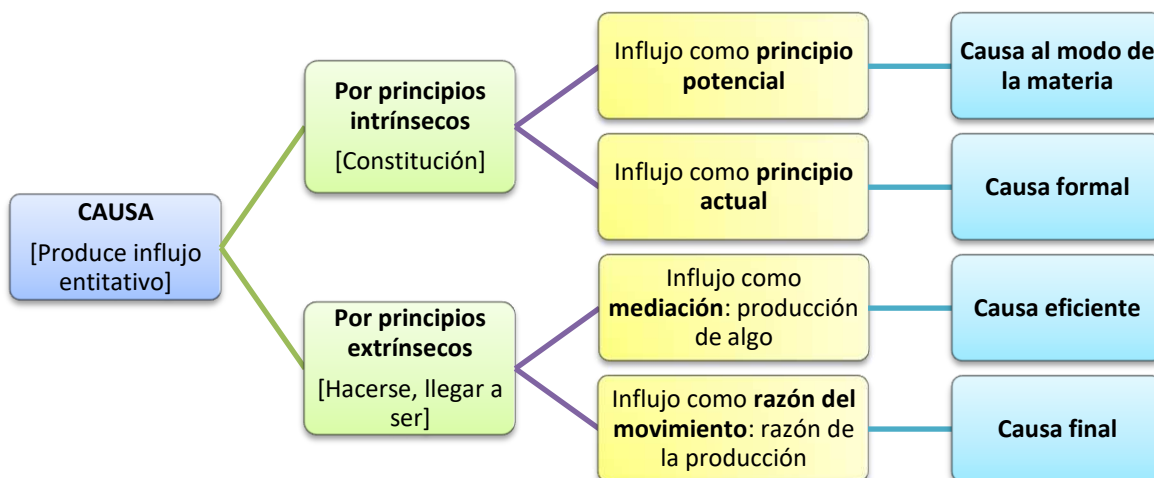 CAUSA
[Produce influjo
entitativo]
Por principios
intrínsecos
[Constitución]
Influjo como principio
potencial
Causa al modo de
la materia
Influjo como principio
actual
Causa formal
Por principios
extrínsecos
[Hacerse, llegar a
ser]
Influjo como
mediación: producción
de algo
Causa eficiente
Influjo como razón del
movimiento: razón de
la producción
Causa final